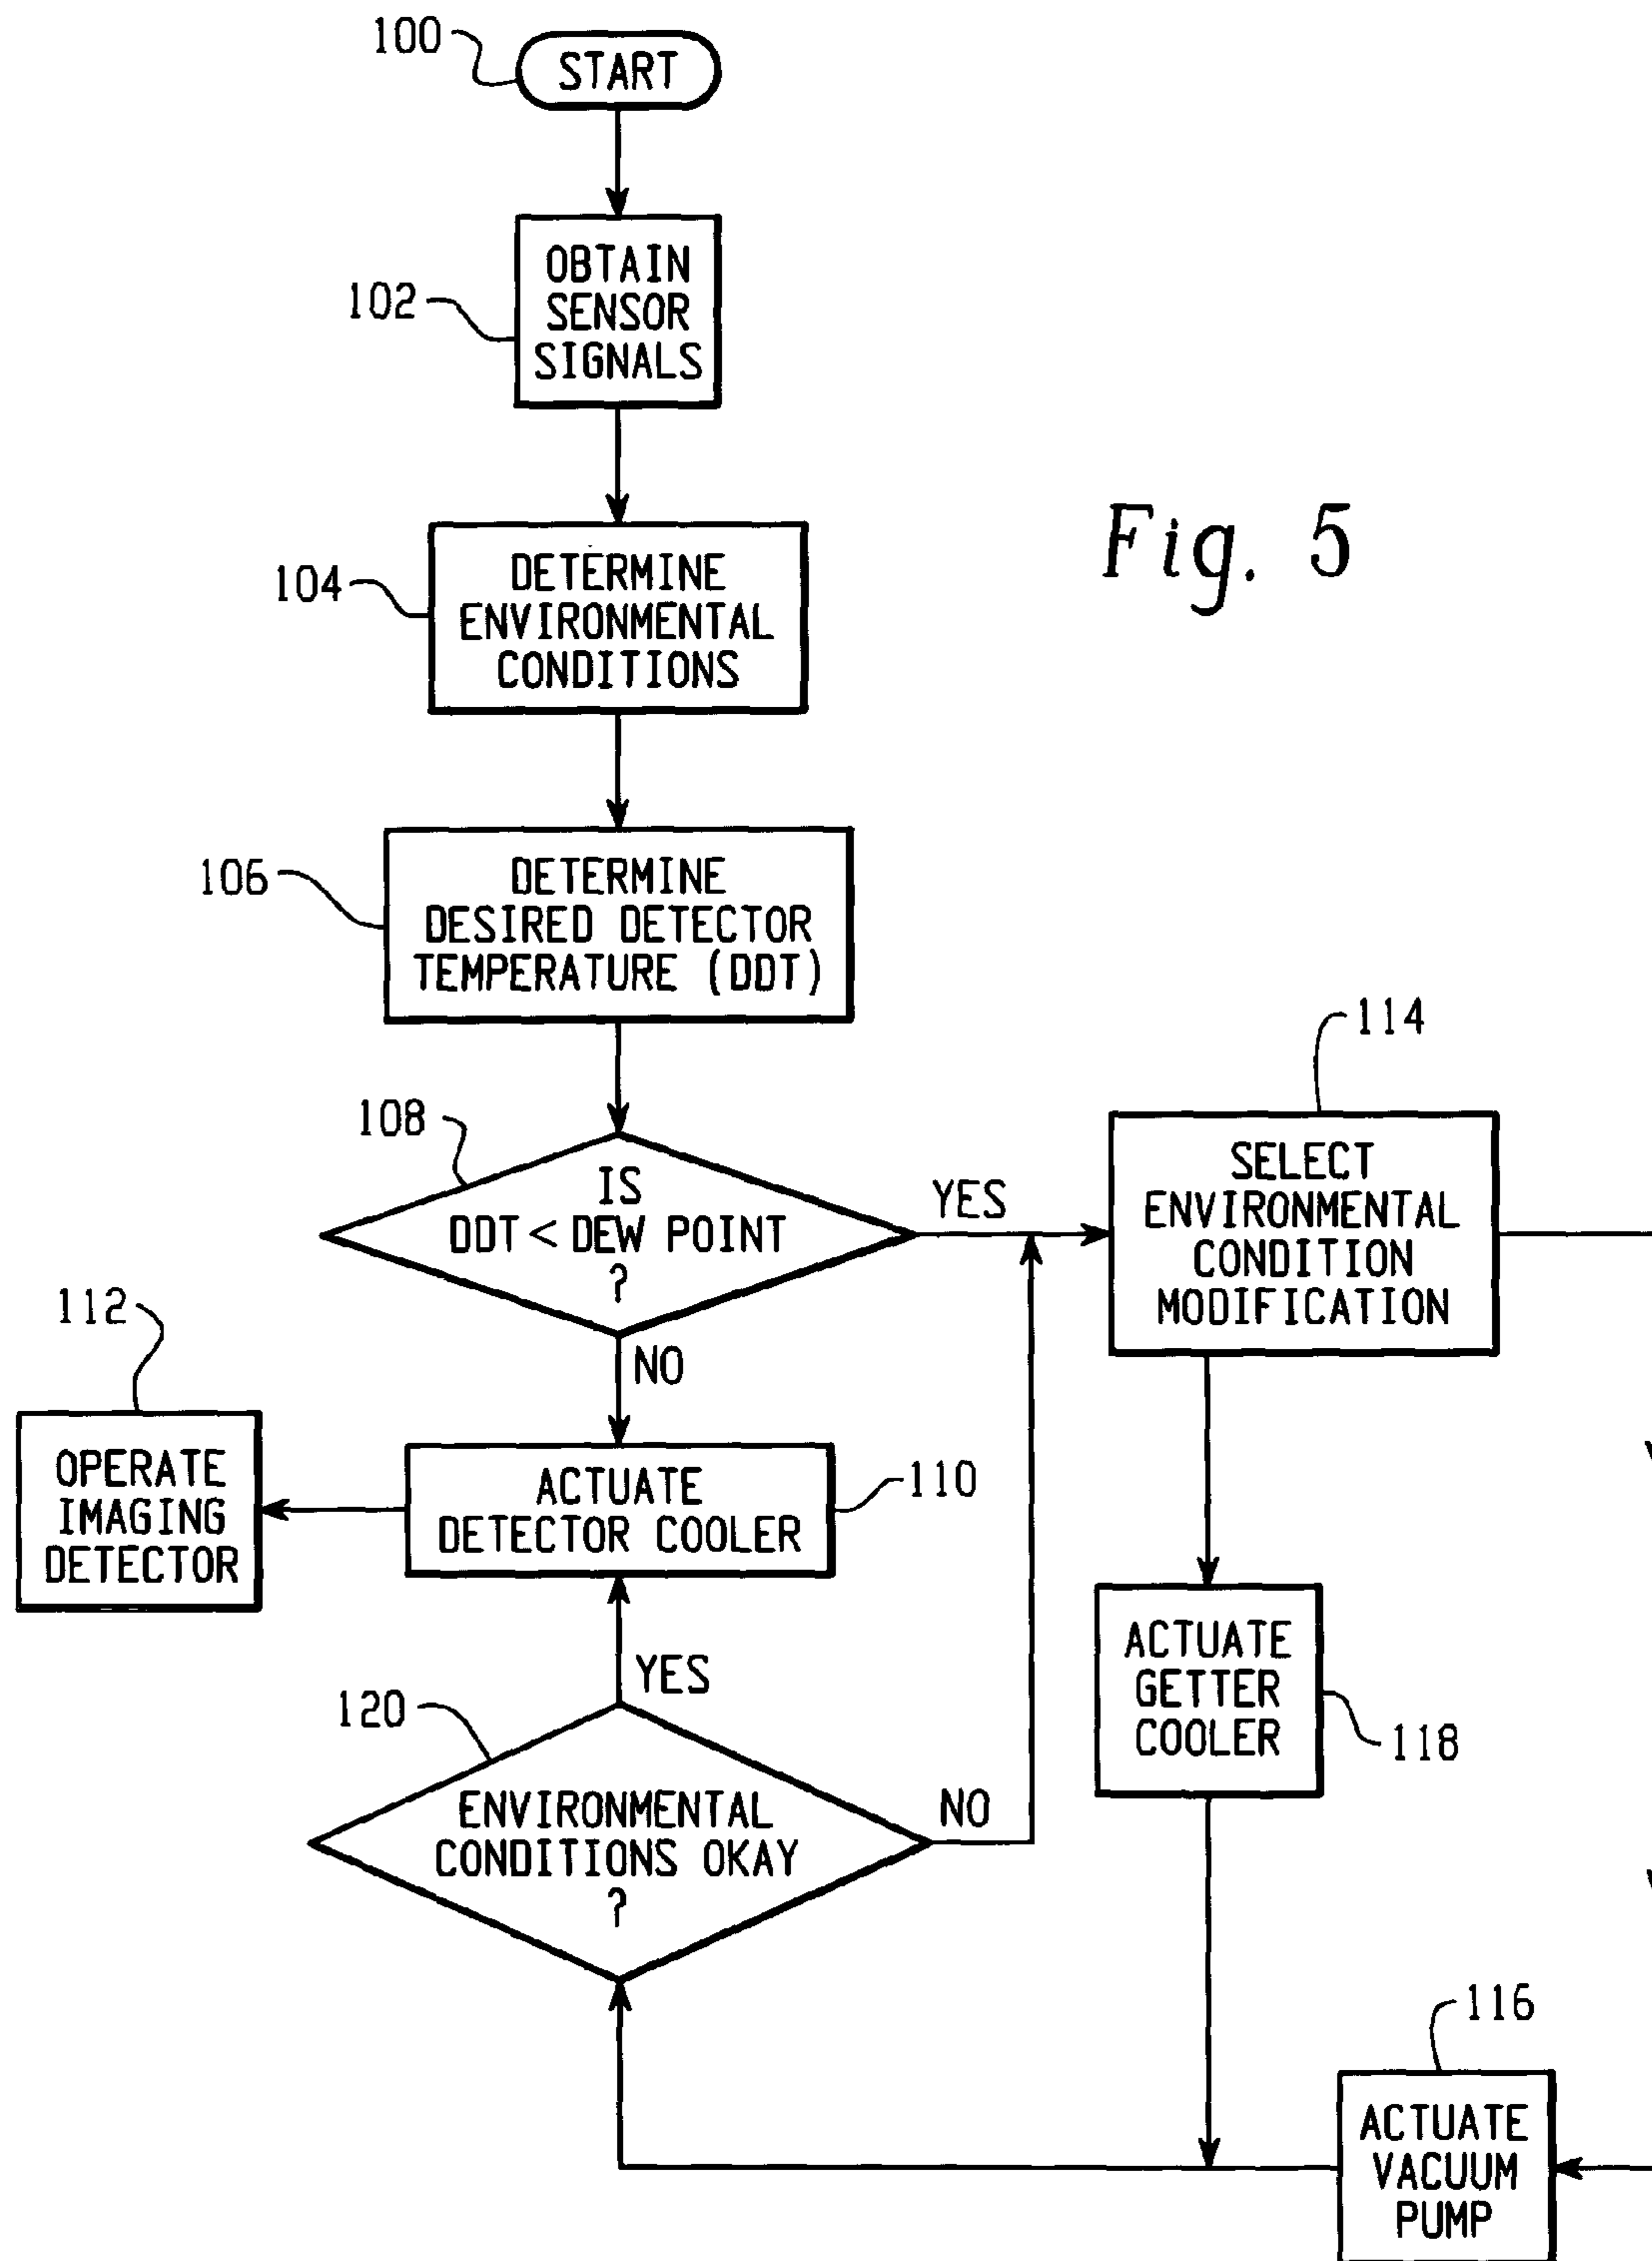 100
START
102
OBTAIN
SENSOR
SIGNALS
Fig. 5
104
DETERMINE
ENVIRONMENTAL
CONDITIONS
106
DETERMINE
DESIRED DETECTOR
TEMPERATURE (DDT)
108
IS
DDT < DEW POINT
?
YES
NO
114
SELECT
ENVIRONMENTAL
CONDITION
MODIFICATION
112
OPERATE
IMAGING
DETECTOR
ACTUATE
DETECTOR COOLER
110
YES
120
ENVIRONMENTAL
CONDITIONS OKAY
?
NO
ACTUATE
GETTER
COOLER
118
116
ACTUATE
VACUUM
PUMP